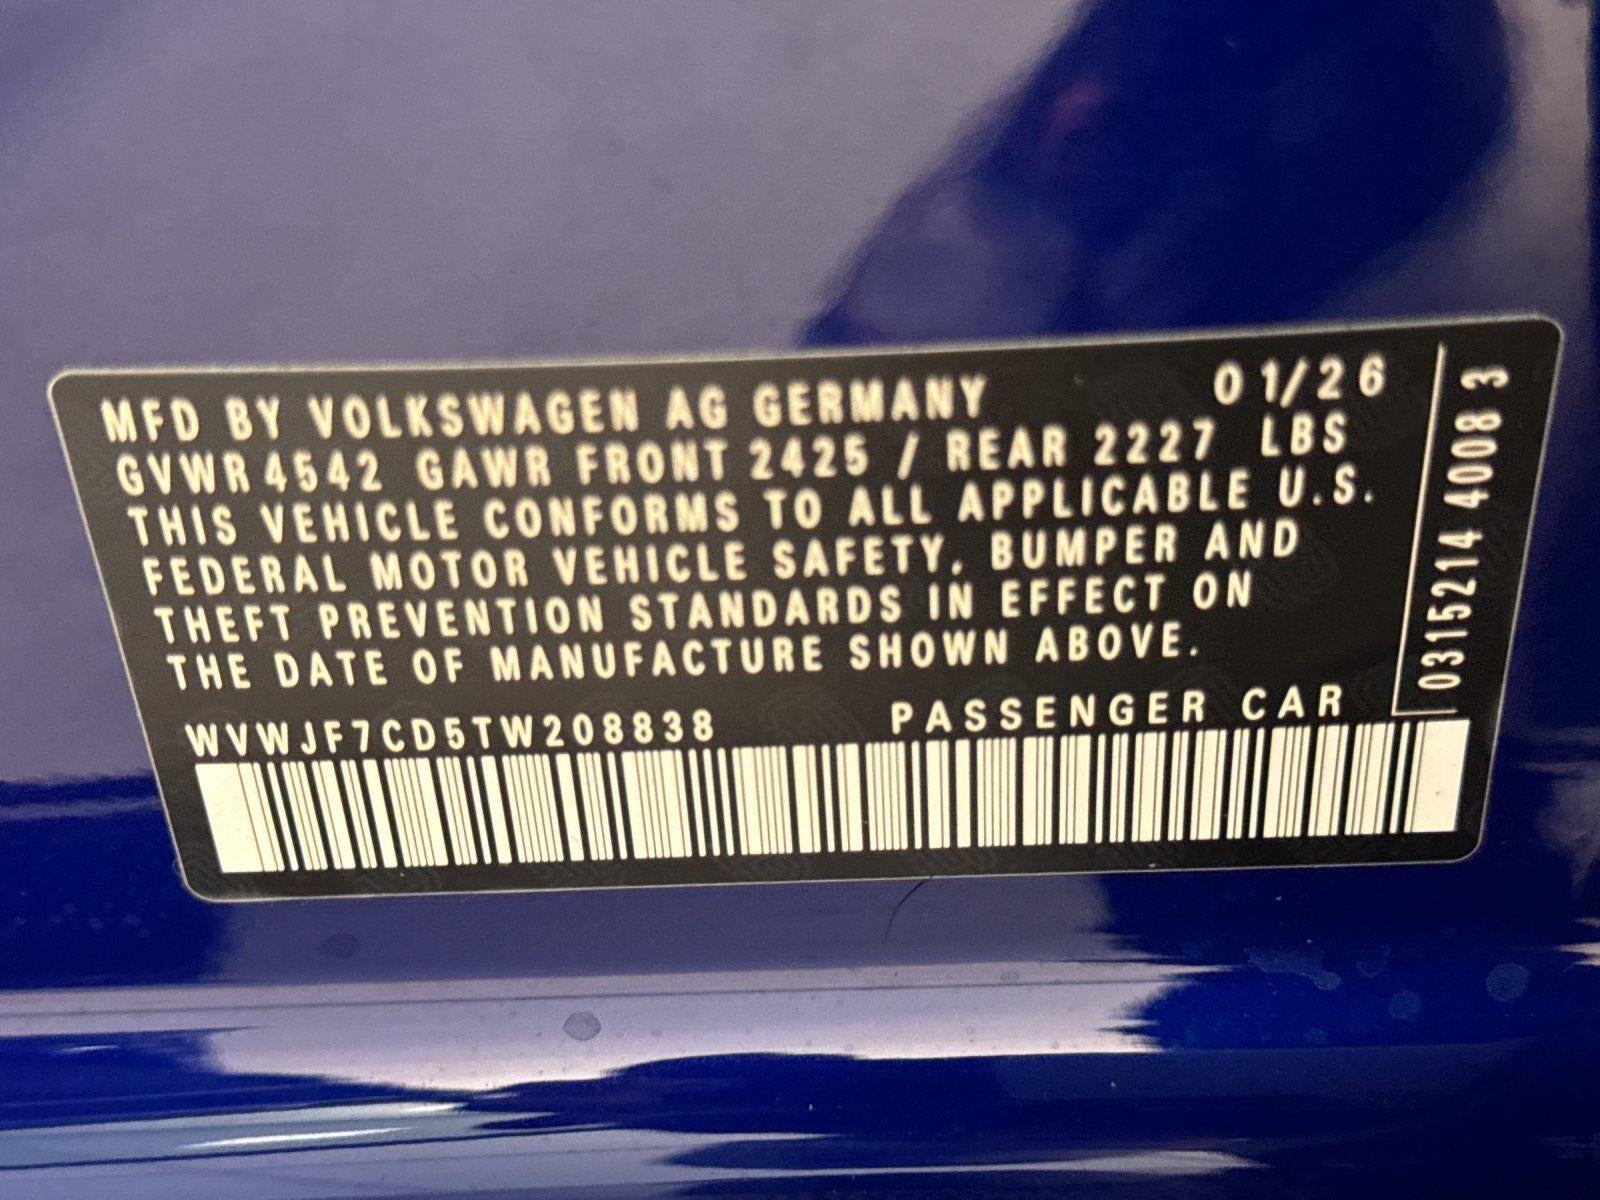 MFD BY VOLKSWAGEN AG GERMANY 01/26
GVWR 4542 GAWR FRONT 2425 / REAR 2227 LBS
THIS VEHICLE CONFORMS TO ALL APPLICABLE U.S.
FEDERAL MOTOR VEHICLE SAFETY, BUMPER AND
THEFT PREVENTION STANDARDS IN EFFECT ON
THE DATE OF MANUFACTURE SHOWN ABOVE.
WVWJF7CD5TW208838 PASSENGER CAR
0315214 4008 3